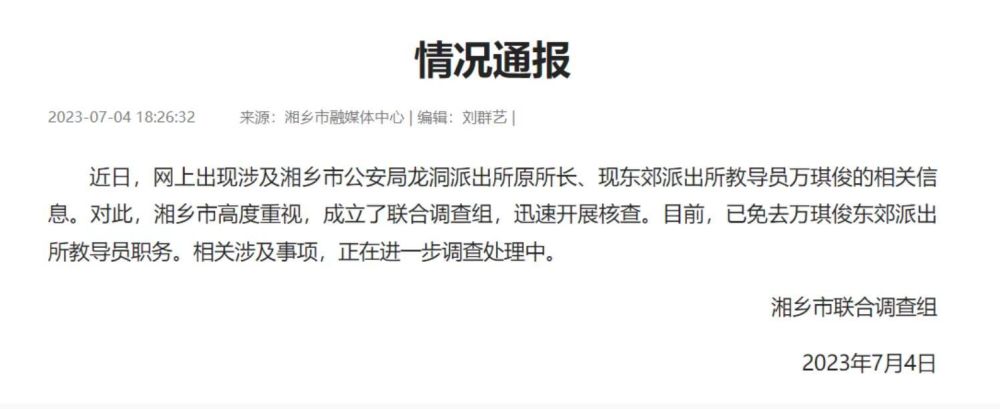 情况通报
2023-07-04 18:26:32 来源：湘乡市融媒体中心 | 编辑：刘群艺 |
近日，网上出现涉及湘乡市公安局龙洞派出所原所长、现东郊派出所教导员万琪俊的相关信
息。对此，湘乡市高度重视，成立了联合调查组，迅速开展核查。目前，已免去万琪俊东郊派出
所教导员职务。相关涉及事项，正在进一步调查处理中。
湘乡市联合调查组
2023年7月4日